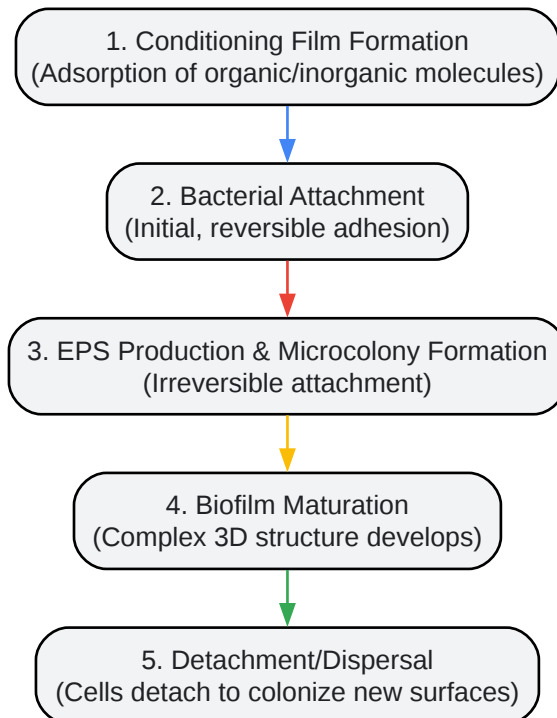 1. Conditioning Film Formation
(Adsorption of organic/inorganic molecules)
2. Bacterial Attachment
(Initial, reversible adhesion)
3. EPS Production & Microcolony Formation
(Irreversible attachment)
4. Biofilm Maturation
(Complex 3D structure develops)
5. Detachment/Dispersal
(Cells detach to colonize new surfaces)